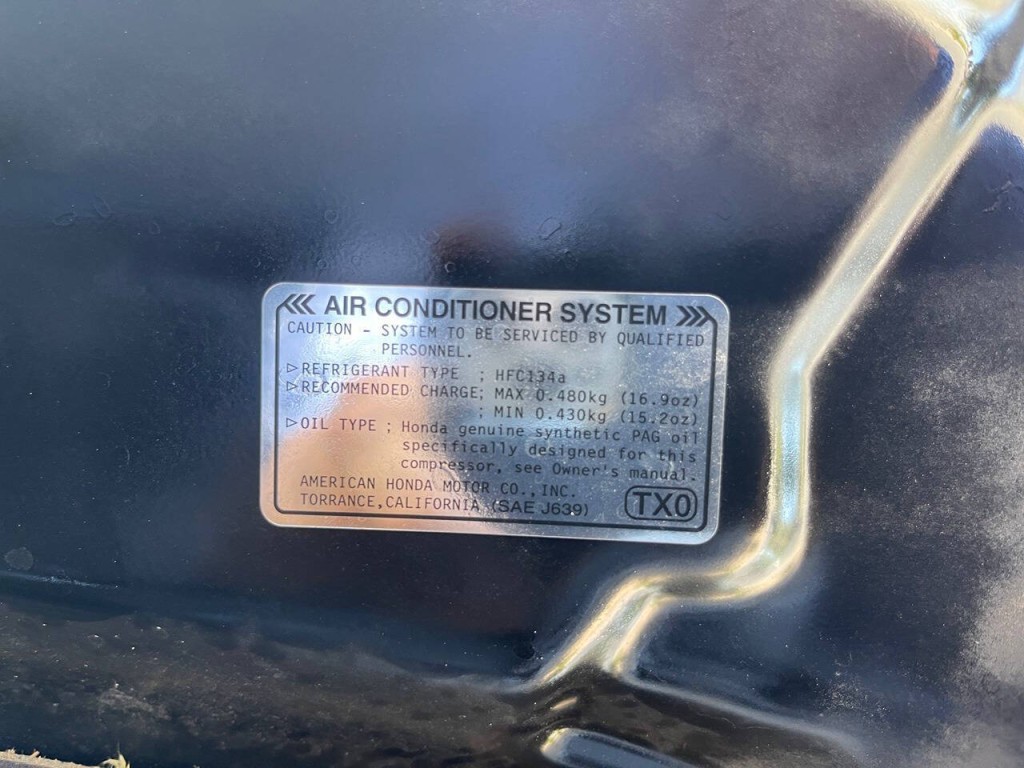 AIR CONDITIONER SYSTEM
CAUTION - SYSTEM TO BE SERVICED BY QUALIFIED
PERSONNEL.
▷REFRIGERANT TYPE ; HFC134a
▷RECOMMENDED CHARGE; MAX 0.480kg (16.9oz)
; MIN 0.430kg (15.2oz)
▷OIL TYPE ; Honda genuine synthetic PAG oil
specifically designed for this
compressor, see Owner's manual.
AMERICAN HONDA MOTOR CO., INC.
TORRANCE, CALIFORNIA (SAE J639)
TX0